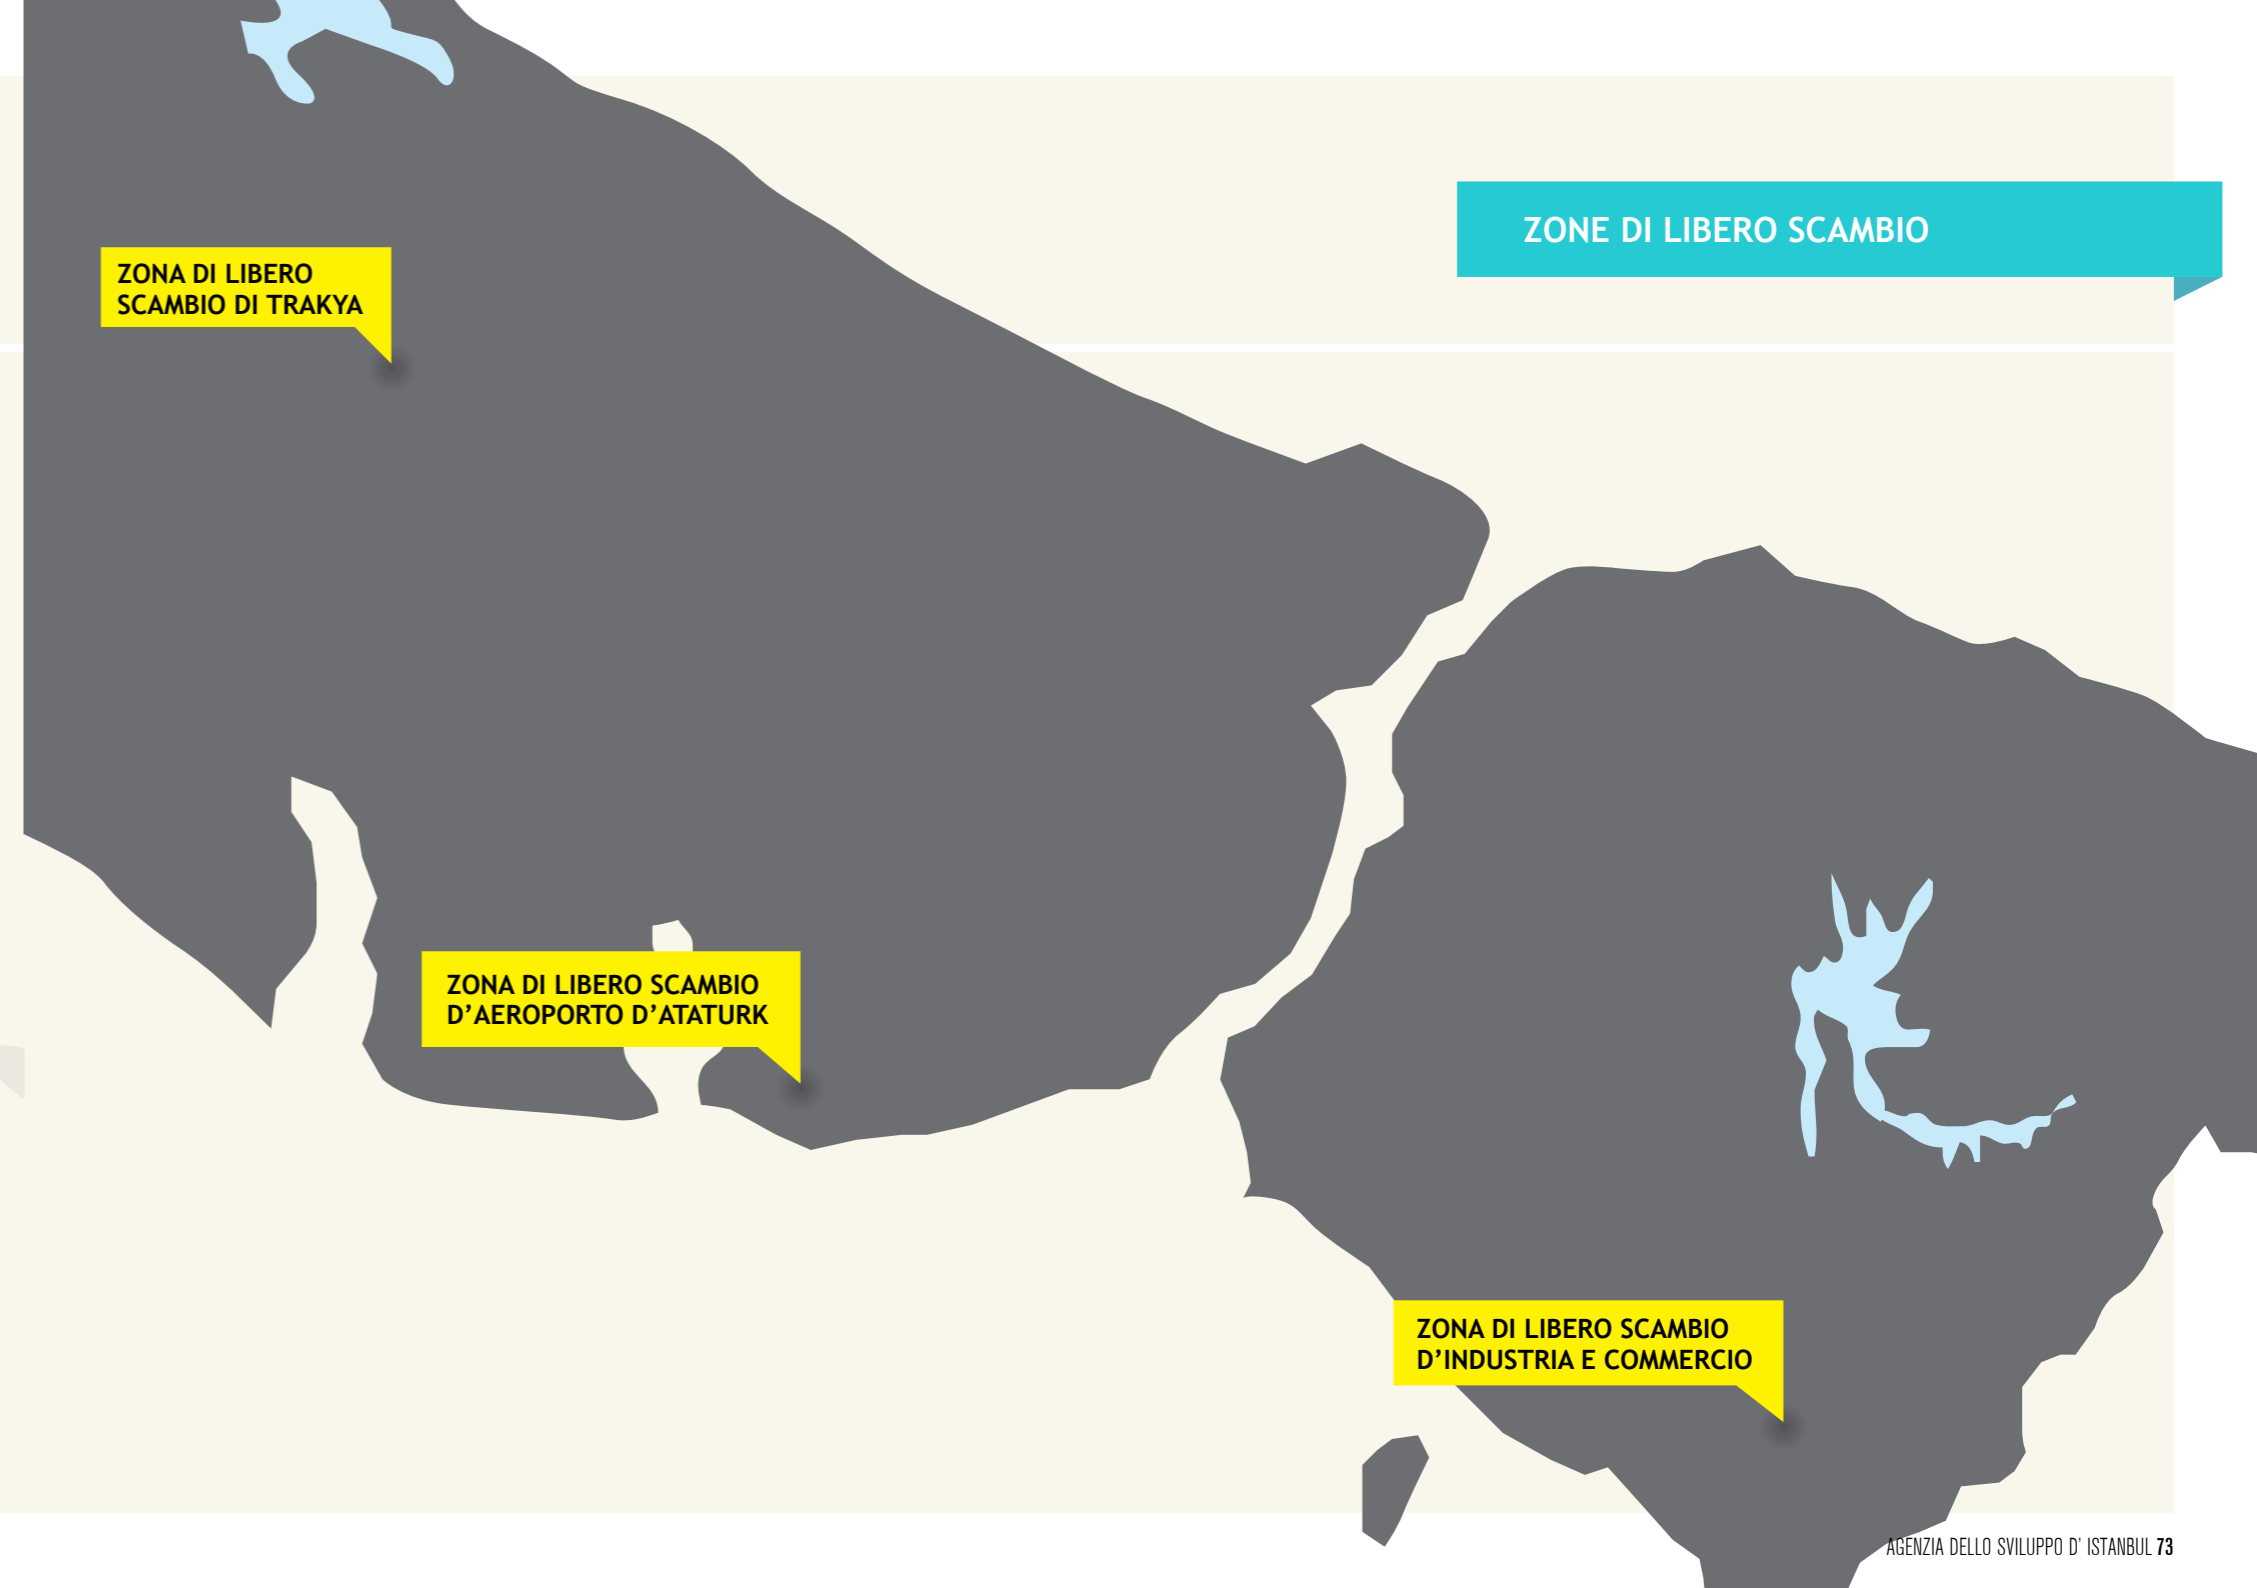 ZONE DI LIBERO SCAMBIO
ZONA DI LIBERO
SCAMBIO DI TRAKYA
ZONA DI LIBERO SCAMBIO
D’AEROPORTO D’ATATURK
ZONA DI LIBERO SCAMBIO
D’INDUSTRIA E COMMERCIO
AGENZIA DELLO SVILUPPO D' ISTANBUL 73